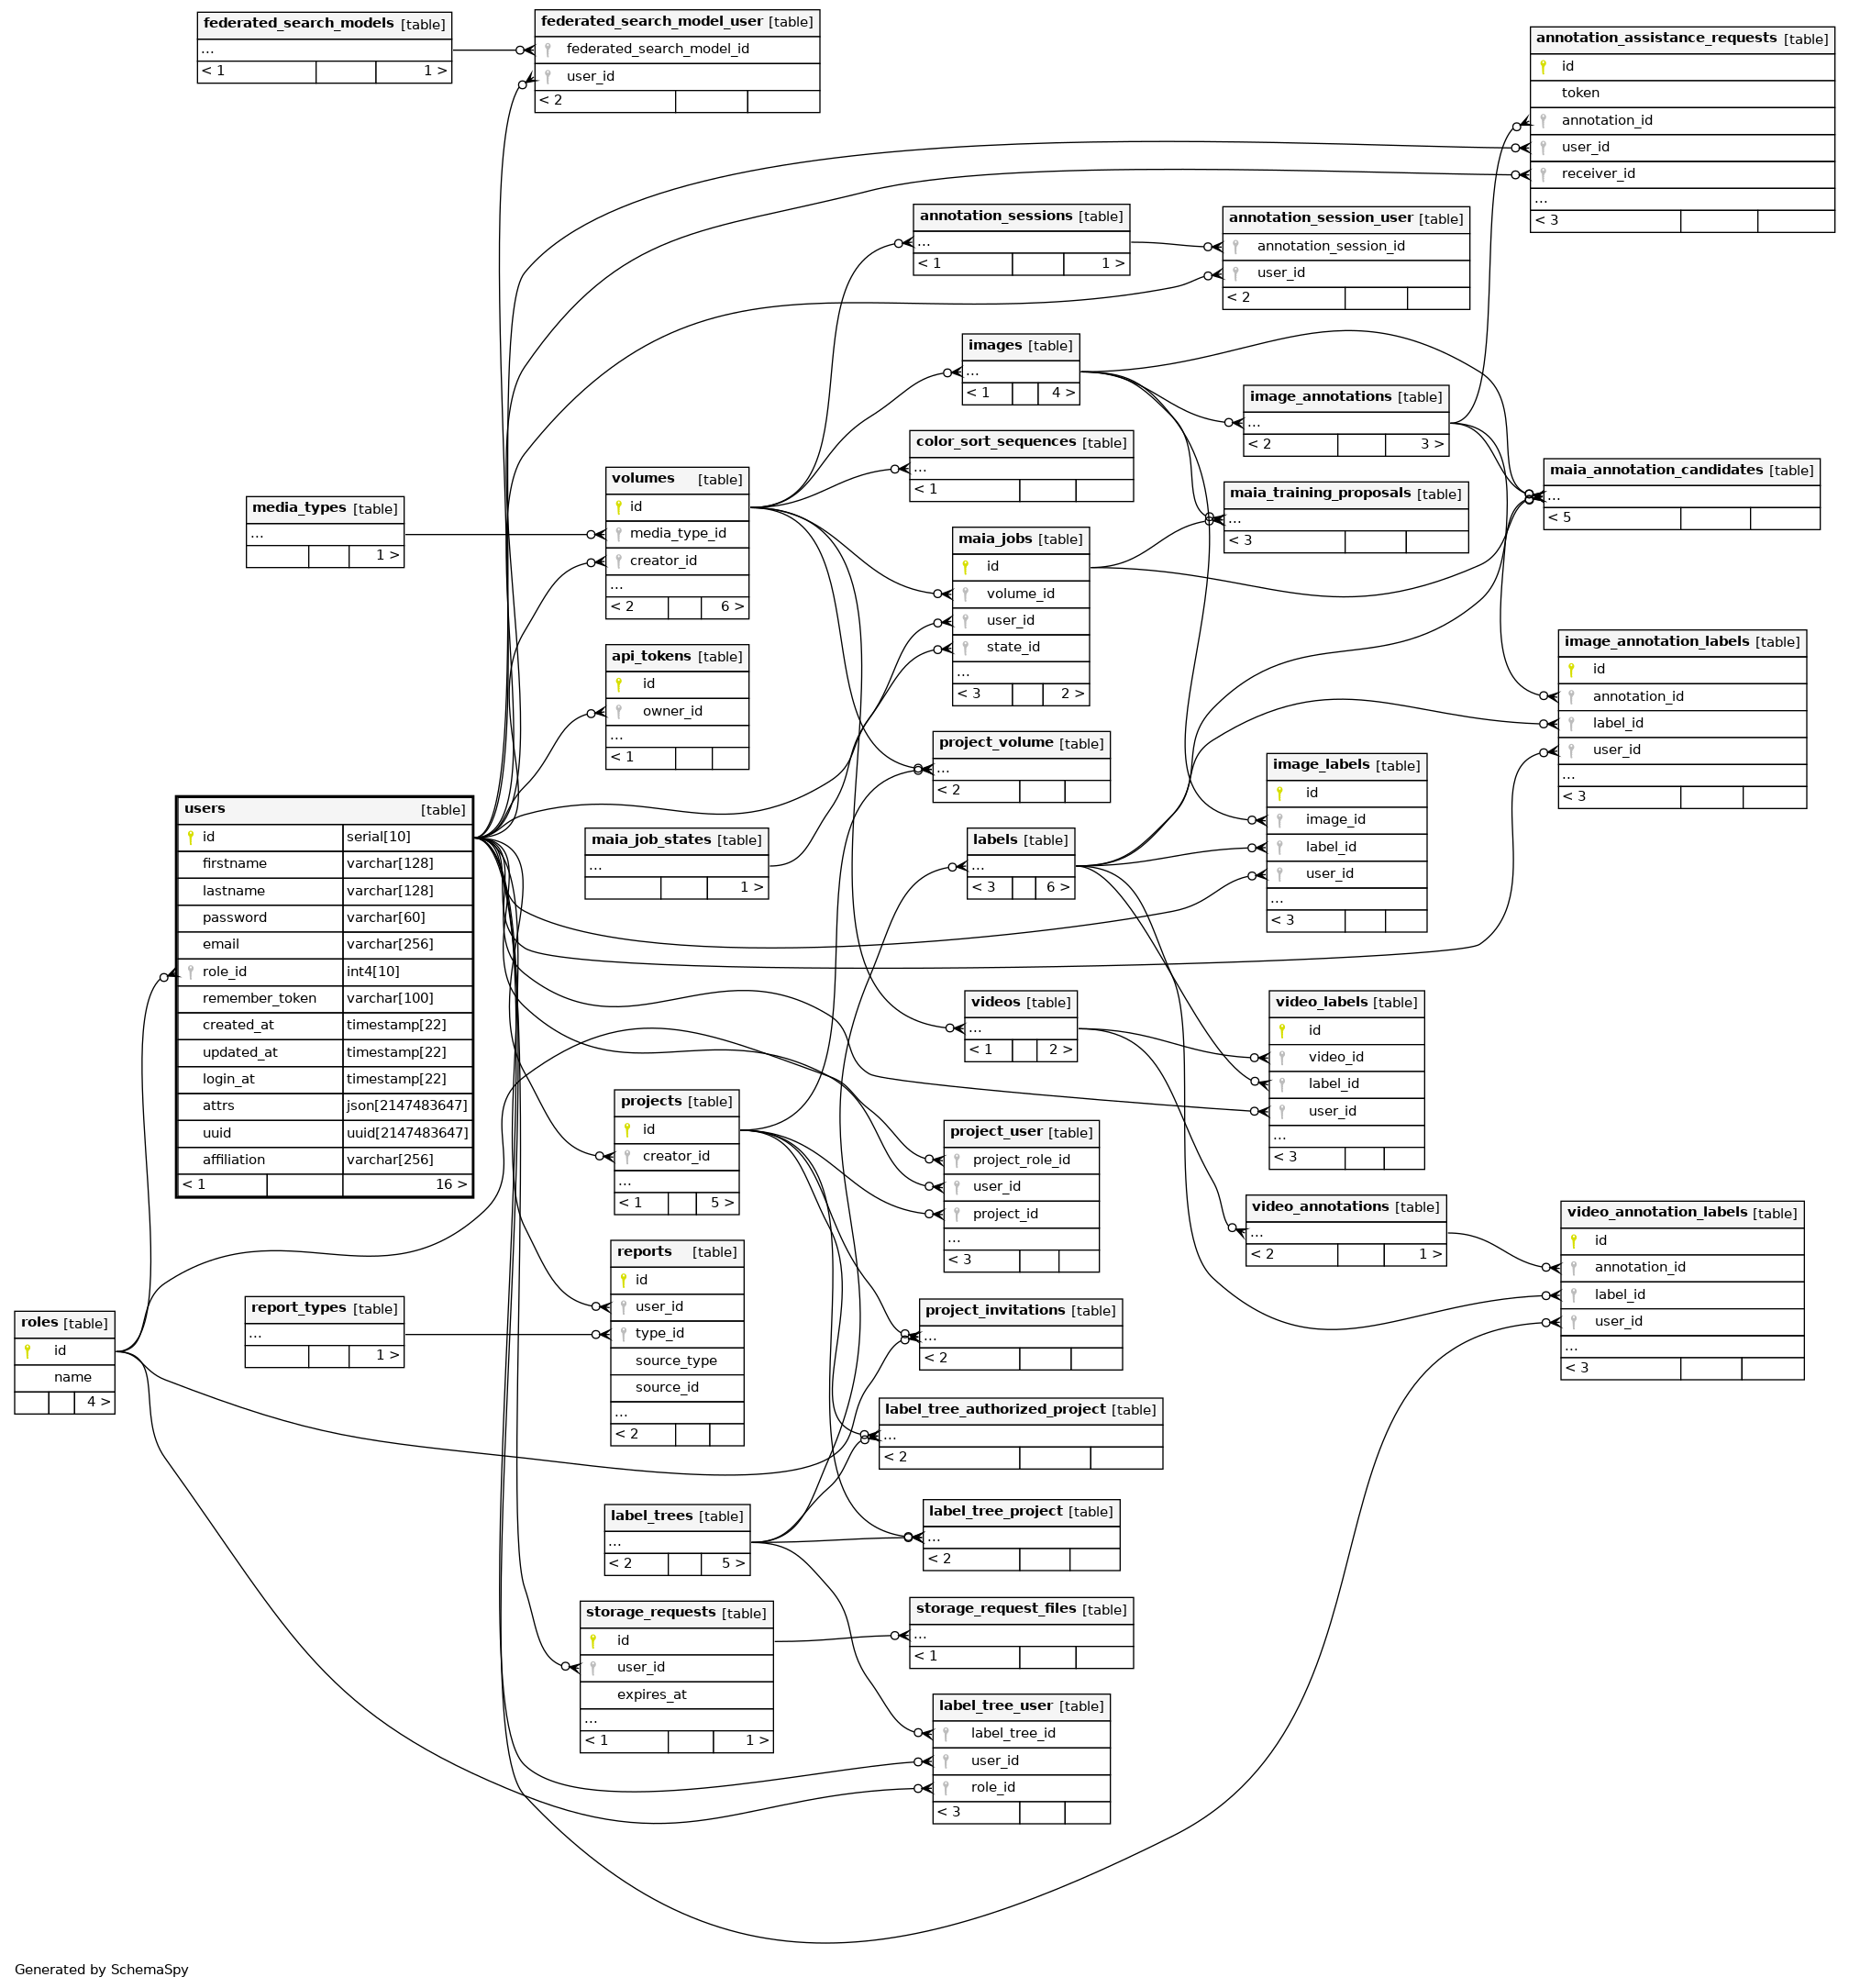 federated_search_models [table]
...
< 1 1 >
federated_search_model_user [table]
federated_search_model_id
user_id
< 2
annotation_assistance_requests [table]
id
token
annotation_id
user_id
receiver_id
...
< 3
annotation_sessions [table]
...
< 1 1 >
annotation_session_user [table]
annotation_session_id
user_id
< 2
images [table]
...
< 1 4 >
image_annotations [table]
...
< 2 3 >
color_sort_sequences [table]
...
< 1
maia_annotation_candidates [table]
...
< 5
volumes [table]
id
media_type_id
creator_id
...
< 2 6 >
media_types [table]
...
1 >
maia_training_proposals [table]
...
< 3
maia_jobs [table]
id
volume_id
user_id
state_id
...
< 3 2 >
api_tokens [table]
id
owner_id
...
< 1
image_annotation_labels [table]
id
annotation_id
label_id
user_id
...
< 3
project_volume [table]
...
< 2
image_labels [table]
id
image_id
label_id
user_id
...
< 3
users [table]
id serial[10]
firstname varchar[128]
lastname varchar[128]
password varchar[60]
email varchar[256]
role_id int4[10]
remember_token varchar[100]
created_at timestamp[22]
updated_at timestamp[22]
login_at timestamp[22]
attrs json[2147483647]
uuid uuid[2147483647]
affiliation varchar[256]
< 1 16 >
maia_job_states [table]
...
1 >
labels [table]
...
< 3 6 >
videos [table]
...
< 1 2 >
video_labels [table]
id
video_id
label_id
user_id
...
< 3
projects [table]
id
creator_id
...
< 1 5 >
project_user [table]
project_role_id
user_id
project_id
...
< 3
video_annotations [table]
...
< 2 1 >
video_annotation_labels [table]
id
annotation_id
label_id
user_id
...
< 3
reports [table]
id
user_id
type_id
source_type
source_id
...
< 2
report_types [table]
...
1 >
roles [table]
id
name
4 >
project_invitations [table]
...
< 2
label_tree_authorized_project [table]
...
< 2
label_trees [table]
...
< 2 5 >
label_tree_project [table]
...
< 2
storage_requests [table]
id
user_id
expires_at
...
< 1 1 >
storage_request_files [table]
...
< 1
label_tree_user [table]
label_tree_id
user_id
role_id
< 3
Generated by SchemaSpy